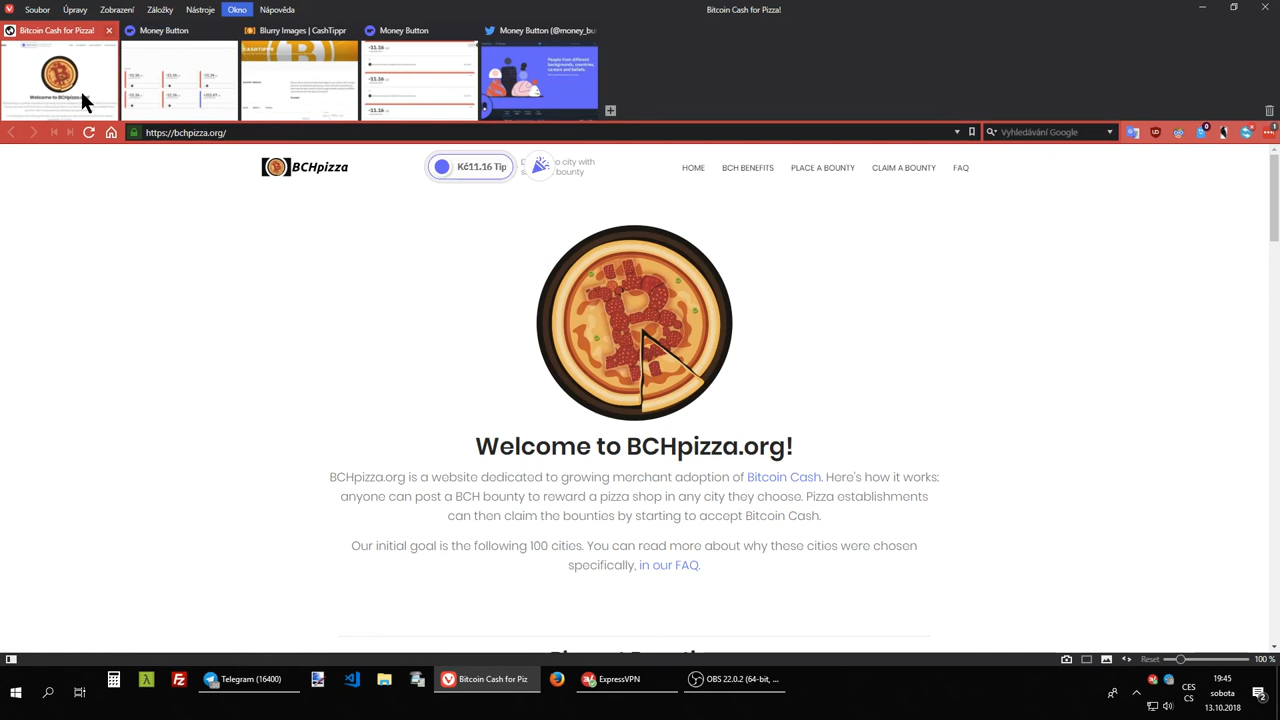 Soubor Úpravy Zobrazení Záložky Nástroje Okno Nápověda
Bitcoin Cash for Pizza!
Bitcoin Cash for Pizza!
Money Button
Blurry Images | CashTippr
Money Button
Money Button (@money_bu
https://bchpizza.org/
Vyhledávání Google
BCHpizza
Kč11.16 Tip
city with
bounty
HOME
BCH BENEFITS
PLACE A BOUNTY
CLAIM A BOUNTY
FAQ
Welcome to BCHpizza.org!
BCHpizza.org is a website dedicated to growing merchant adoption of Bitcoin Cash. Here's how it works:
anyone can post a BCH bounty to reward a pizza shop in any city they choose. Pizza establishments
can then claim the bounties by starting to accept Bitcoin Cash.
Our initial goal is the following 100 cities. You can read more about why these cities were chosen
specifically, in our FAQ.
Reset
100 %
Telegram (16400)
Bitcoin Cash for Piz
ExpressVPN
OBS 22.0.2 (64-bit, ...
CES
CS
19:45
sobota
13.10.2018
2